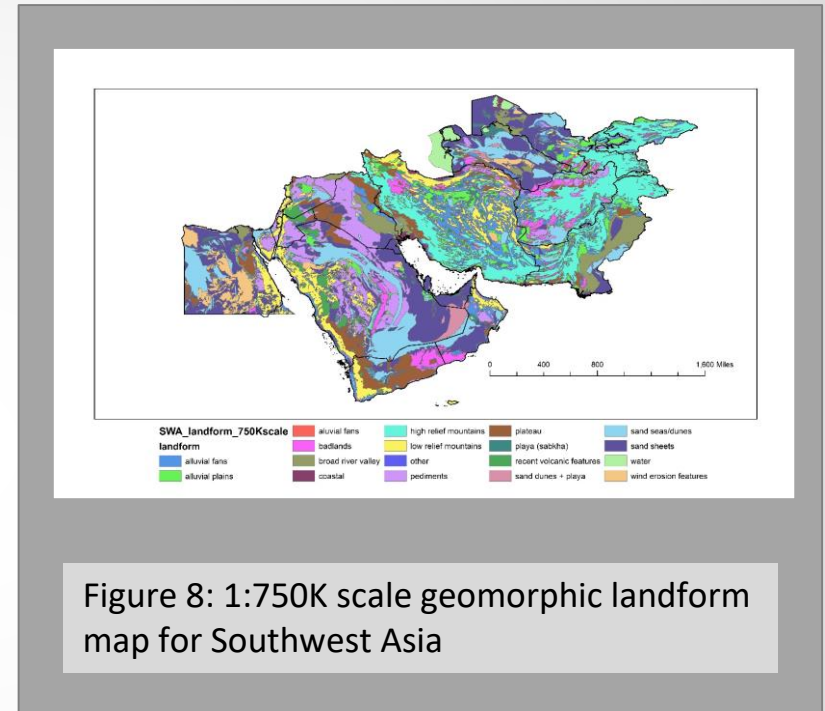 0 400 800 1,600 Miles
SWA_landform_750Kscale
landform
alluvial fans
alluvial plains
aluvial fans
badlands
broad river valley
coastal
high relief mountains
low relief mountains
other
pediments
plateau
playa (sabkha)
recent volcanic features
sand dunes + playa
sand seas/dunes
sand sheets
water
wind erosion features
Figure 8: 1:750K scale geomorphic landform
map for Southwest Asia